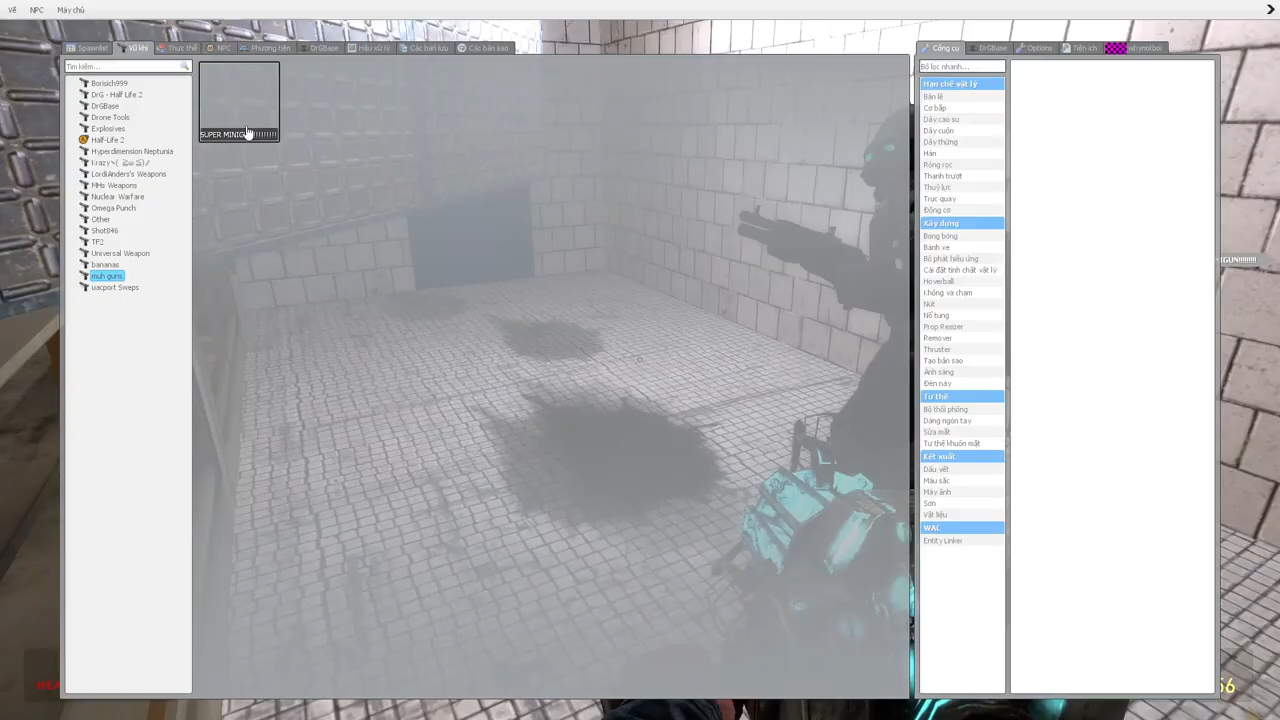 Vẽ NPC Máy chủ
Spawnlist Vũ khí Thực thể NPC Phương tiện DrGBase Hậu xử lý Các bản lưu Các bản sao
Tìm kiếm...
Borisich999
DrG - Half Life 2
DrGBase
Drone Tools
Explosives
Half-Life 2
Hyperdimension Neptunia
LordiAnders's Weapons
MHs Weapons
Nuclear Warfare
Omega Punch
Other
Shot846
TF2
Universal Weapon
bananas
muh guns
uacport Sweps
Công cụ DrGBase Options Tiện ích
Bộ lọc nhanh...
Hạn chế vật lý
Bản lề
Cơ bắp
Dây cao su
Dây cuộn
Dây thừng
Hàn
Ròng rọc
Thanh trượt
Thuỷ lực
Trục quay
Động cơ
Xây dựng
Bong bóng
Bánh xe
Bộ phát hiệu ứng
Cài đặt tính chất vật lý
Hoverball
Không va chạm
Nút
Nổ tung
Prop Resizer
Remover
Thruster
Tạo bản sao
Ánh sáng
Đèn này
Tư thế
Bộ thổi phồng
Dáng ngón tay
Sửa mắt
Tư thế khuôn mặt
Kết xuất
Dấu vết
Màu sắc
Máy ảnh
Sơn
Vật liệu
WAC
Entity Linker